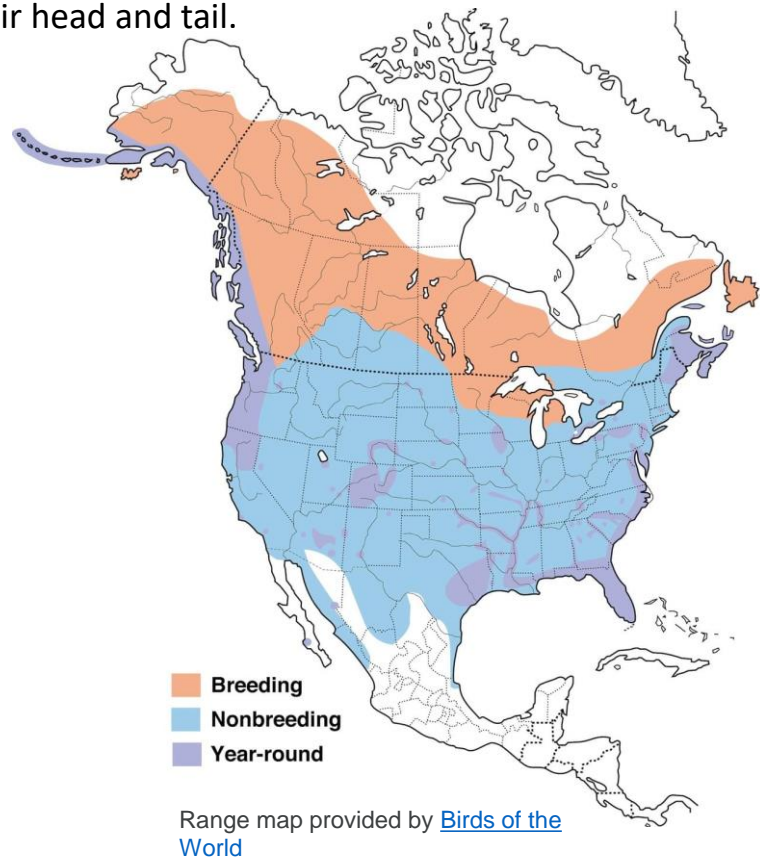 ir head and tail.
Breeding
Nonbreeding
Year-round
Range map provided by Birds of the
World